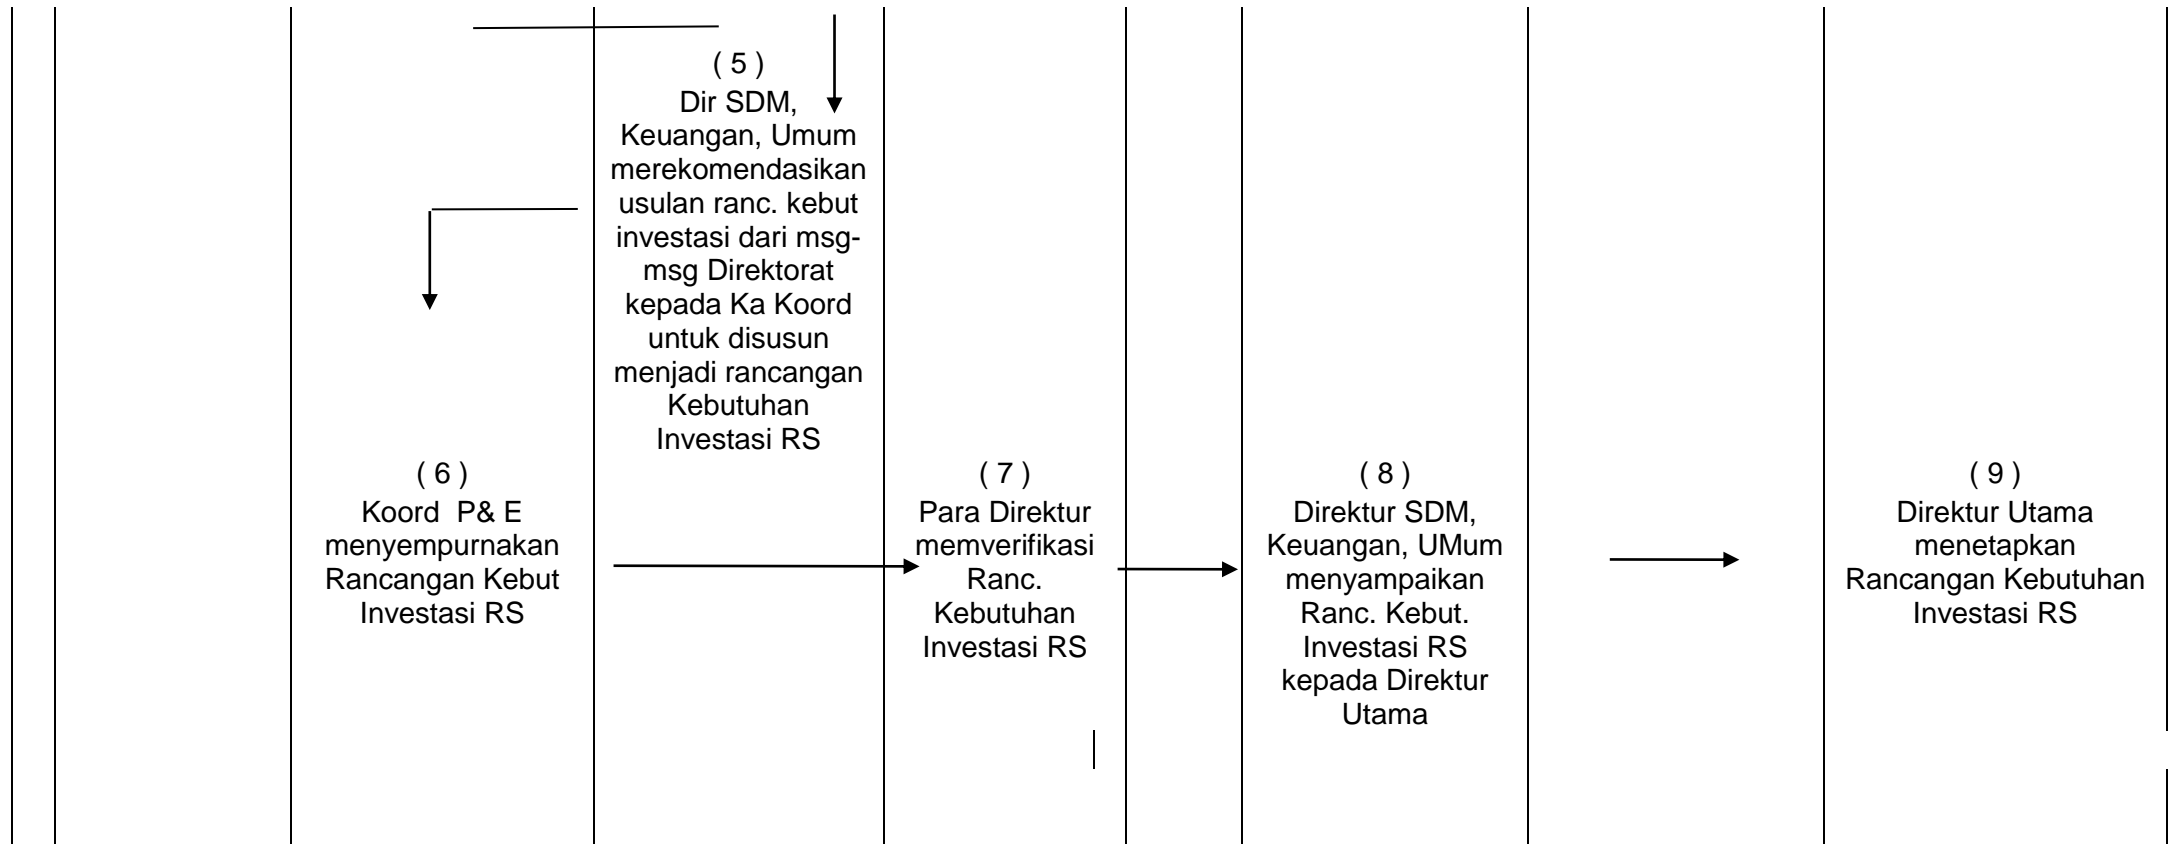 ( 5 )
Dir SDM,
Keuangan, Umum
merekomendasikan
usulan ranc. kebut
investasi dari msg-
msg Direktorat
kepada Ka Koord
untuk disusun
menjadi rancangan
Kebutuhan
Investasi RS
( 6 )
Koord P& E
menyempurnakan
Rancangan Kebut
Investasi RS
( 7 )
Para Direktur
memverifikasi
Ranc.
Kebutuhan
Investasi RS
( 8 )
Direktur SDM,
Keuangan, UMum
menyampaikan
Ranc. Kebut.
Investasi RS
kepada Direktur
Utama
( 9 )
Direktur Utama
menetapkan
Rancangan Kebutuhan
Investasi RS